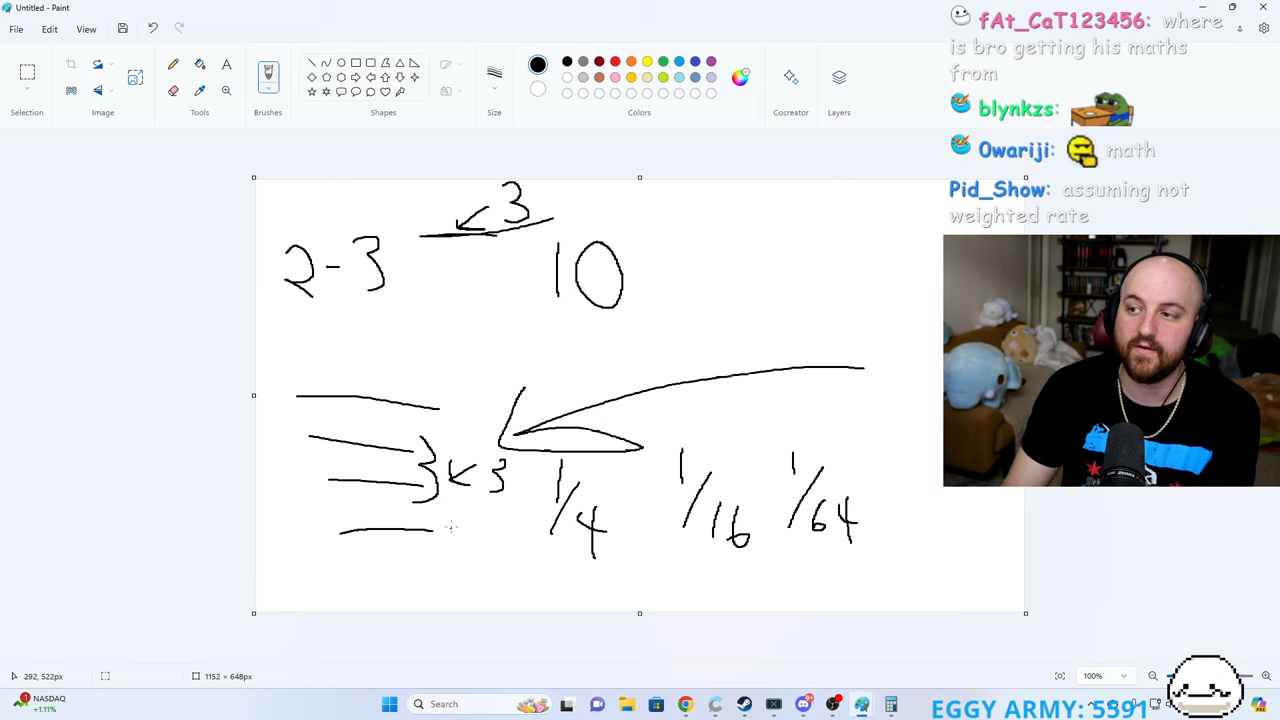 Untitled - Paint
File Edit View
Selection
Image
Tools
Brushes
Shapes
Size
Colors
Cocreator
Layers
fAt_CaT123456: where
is bro getting his maths
from
blynkzs:
Owariji: math
Pid_Show: assuming not
weighted rate
3
2-3
10
3
1/4
1/16
1/64
292, 522px
1152 × 648px
100%
NASDAQ
+1.11%
Search
EGGY ARMY: 5591